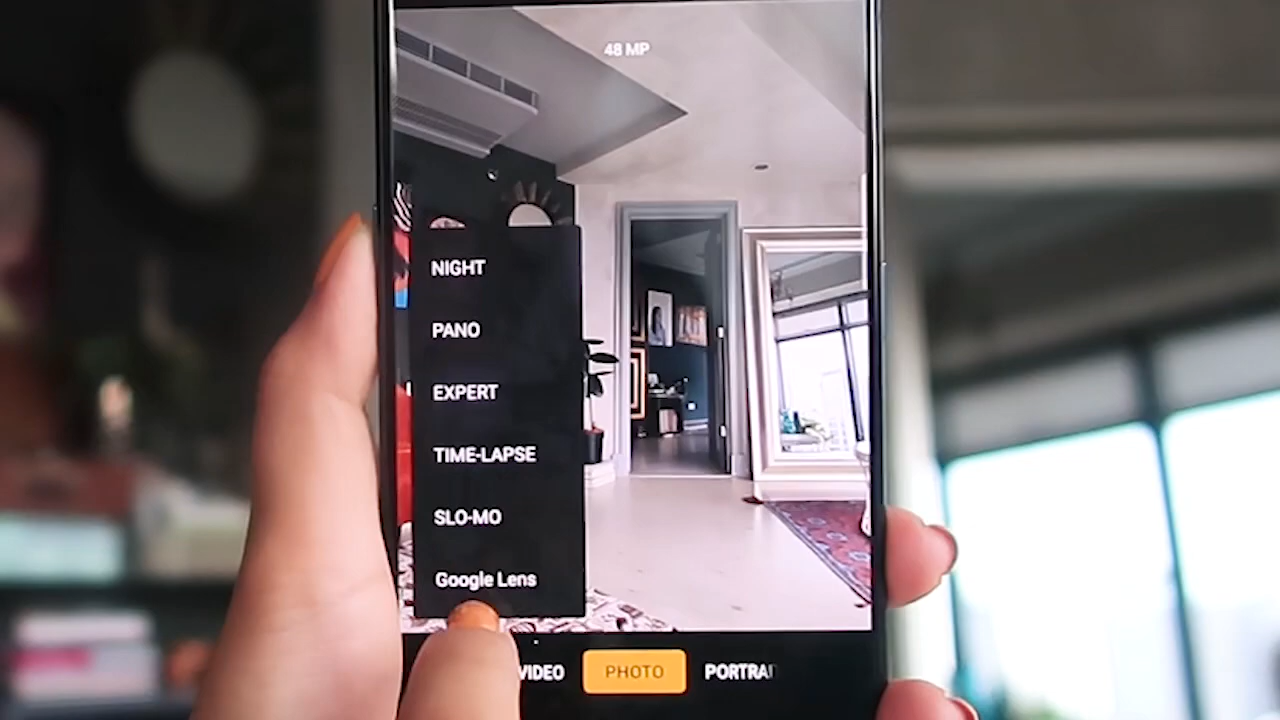 48 MP
NIGHT
PANO
EXPERT
TIME-LAPSE
SLO-MO
Google Lens
VIDEO PHOTO PORTRAI